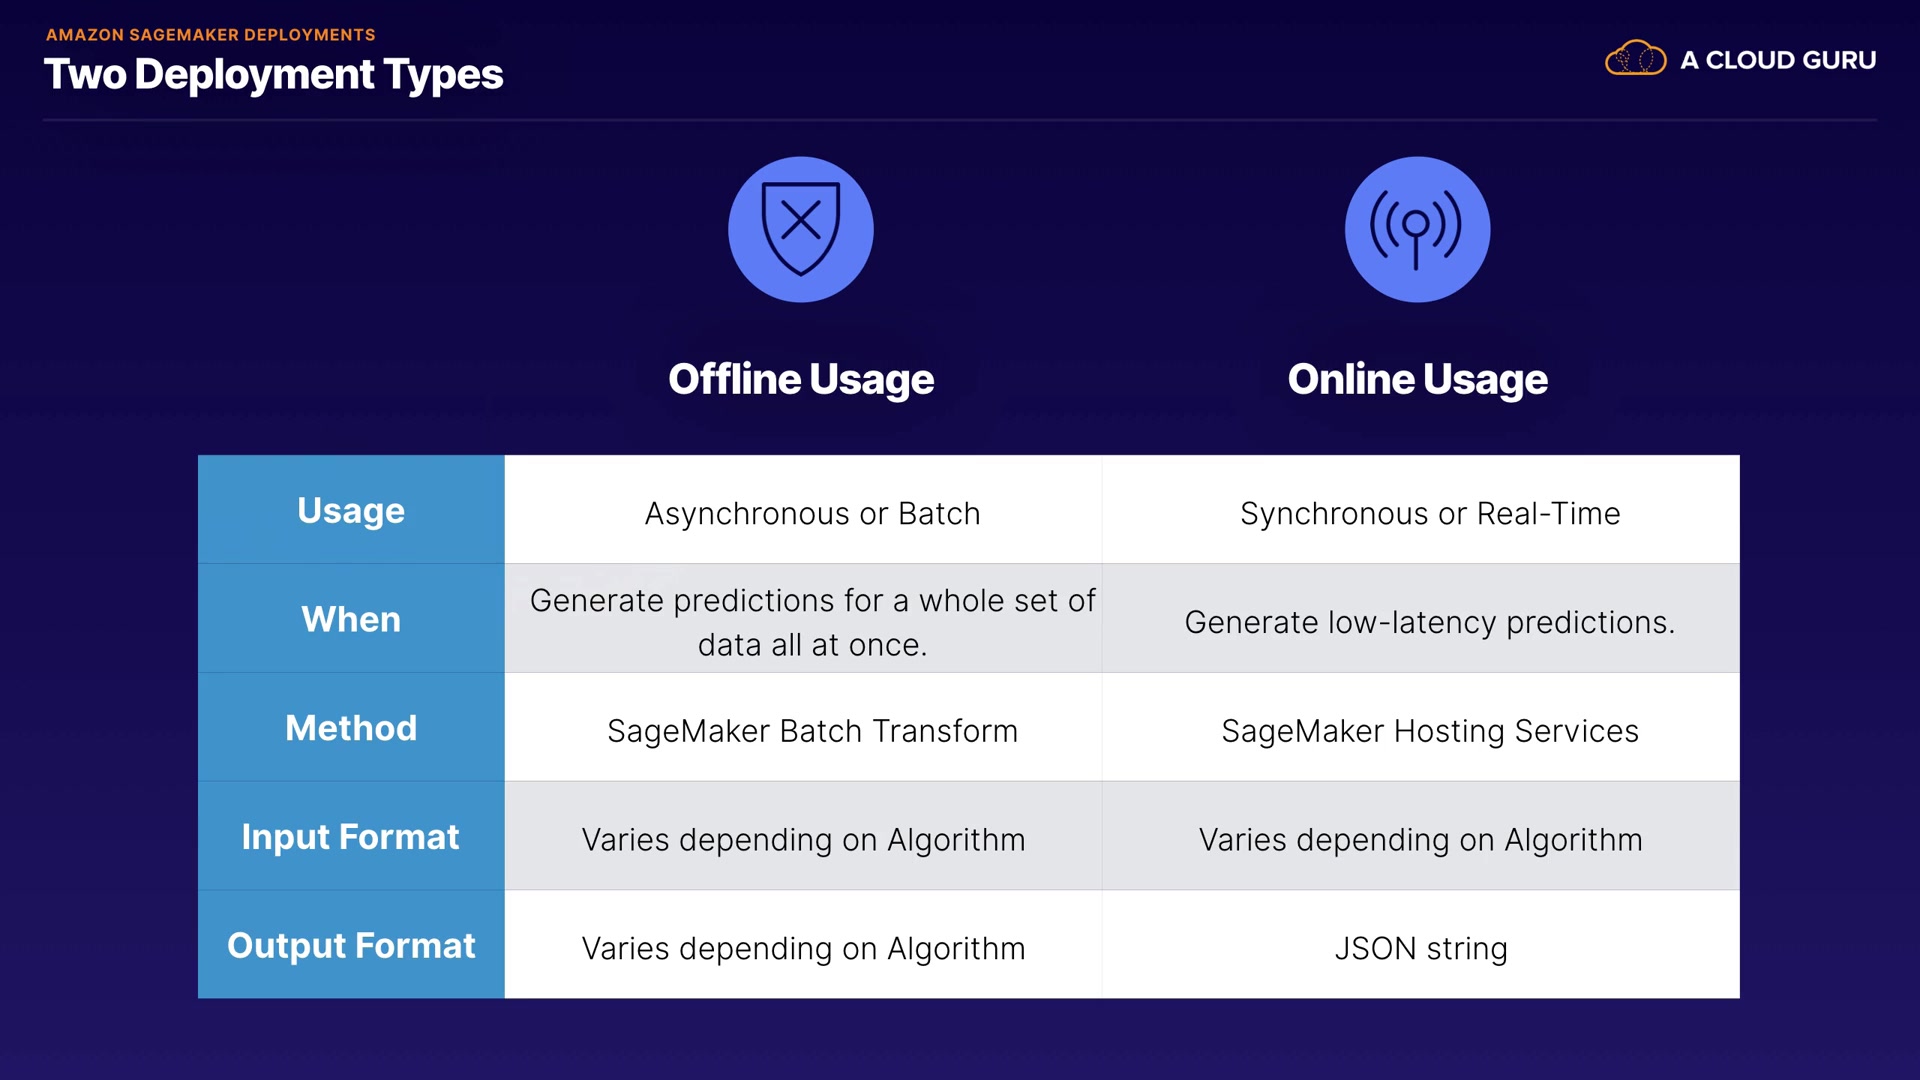 AMAZON SAGEMAKER DEPLOYMENTS
Two Deployment Types
A CLOUD GURU
Offline Usage
Online Usage
Usage
Asynchronous or Batch
Synchronous or Real-Time
When
Generate predictions for a whole set of
data all at once.
Generate low-latency predictions.
Method
SageMaker Batch Transform
SageMaker Hosting Services
Input Format
Varies depending on Algorithm
Varies depending on Algorithm
Output Format
Varies depending on Algorithm
JSON string